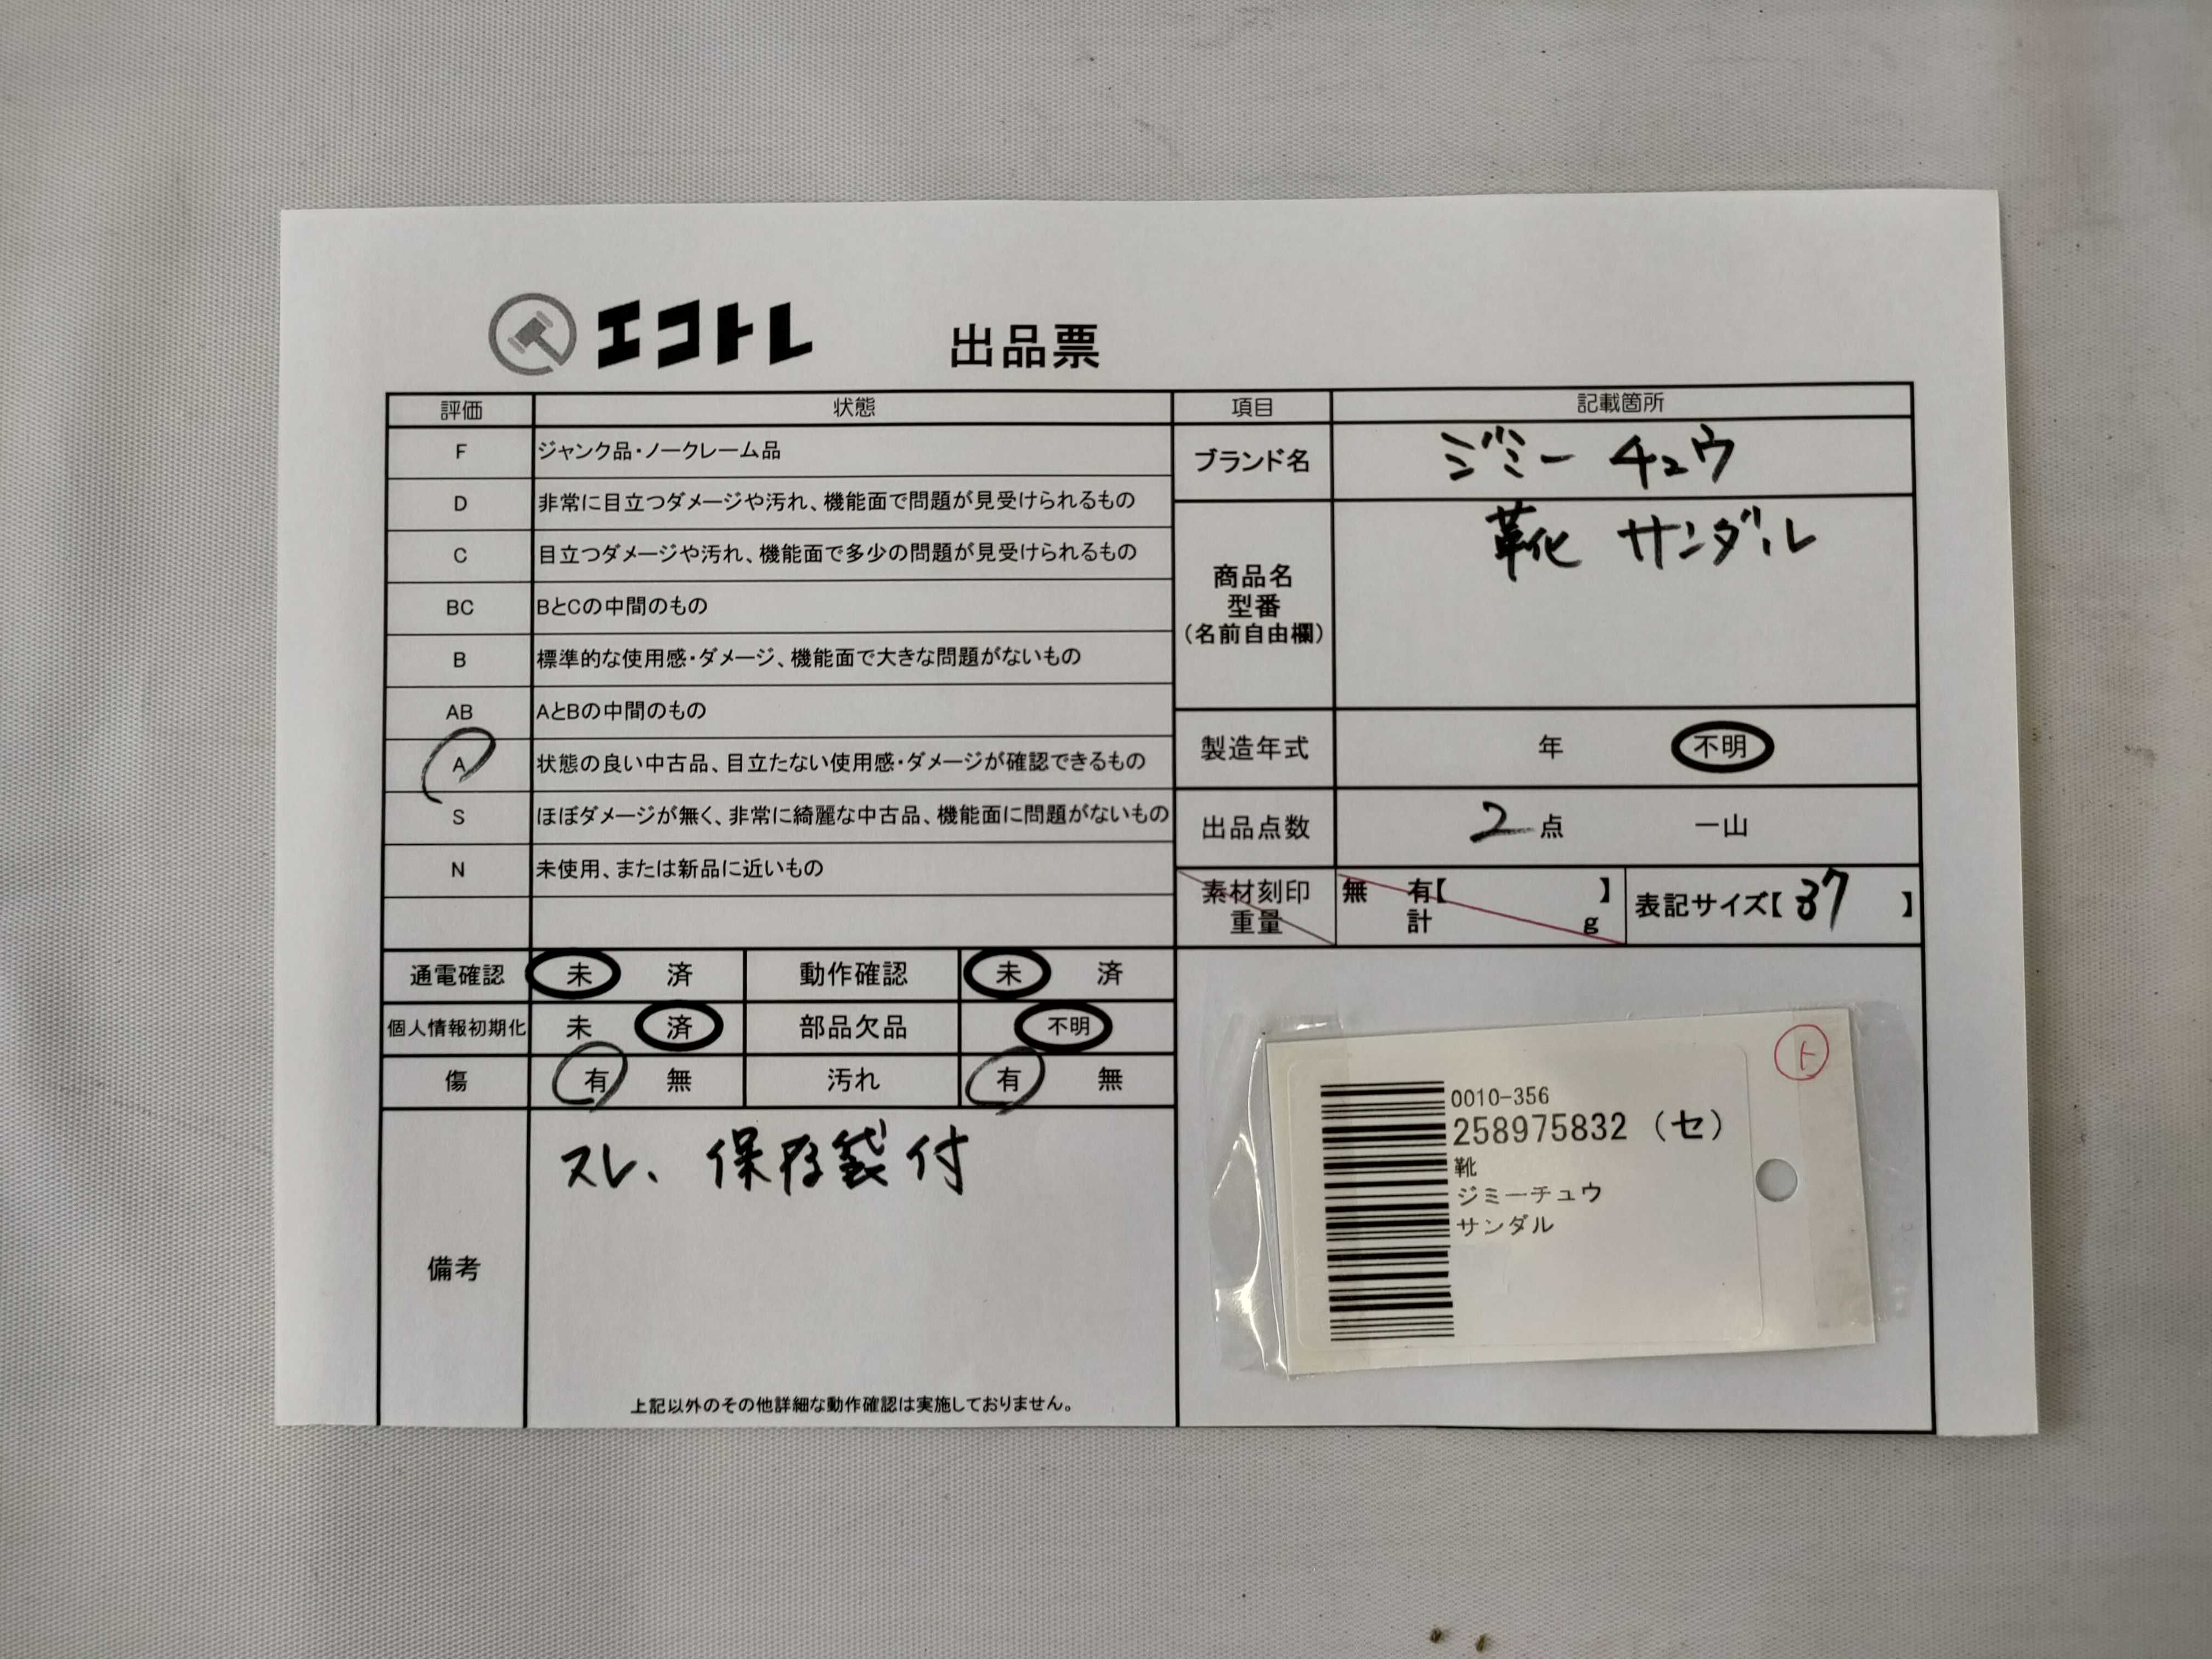 エコトレ 出品票
評価 状態 項目 記載箇所
F ジャンク品・ノークレーム品
D 非常に目立つダメージや汚れ、機能面で問題が見受けられるもの
C 目立つダメージや汚れ、機能面で多少の問題が見受けられるもの
BC BとCの中間のもの
B 標準的な使用感・ダメージ、機能面で大きな問題がないもの
AB AとBの中間のもの
A 状態の良い中古品、目立たない使用感・ダメージが確認できるもの
S ほぼダメージが無く、非常に綺麗な中古品、機能面に問題がないもの
N 未使用、または新品に近いもの
ブランド名 ジミーチュウ
商品名
型番
(名前自由欄)
靴 サンダル
製造年式 年 不明
出品点数 2点 一山
素材刻印 無 有【 】
重量 計 g
表記サイズ【37 】
通電確認 未 済 動作確認 未 済
個人情報初期化 未 済 部品欠品 不明
傷 有 無 汚れ 有 無
備考
スレ、保存袋付
上記以外のその他詳細な動作確認は実施しておりません。
ト
0010-356
258975832 (セ)
靴
ジミーチュウ
サンダル